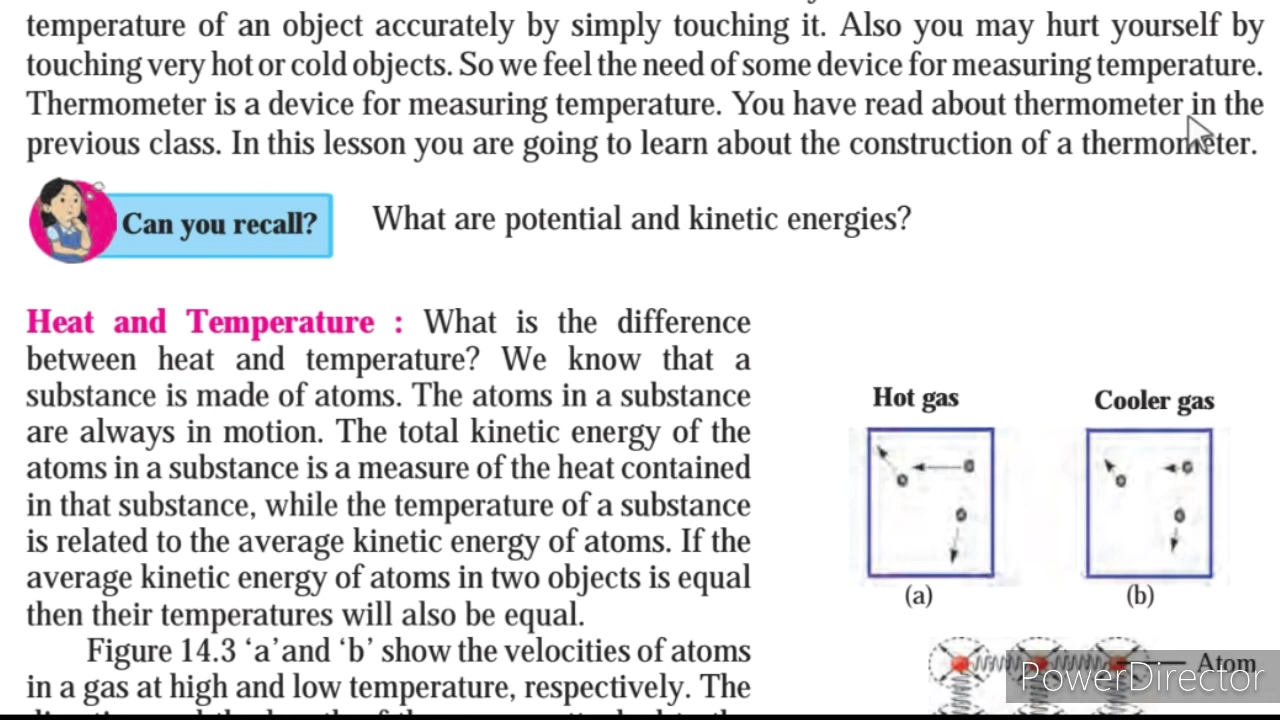 temperature of an object accurately by simply touching it. Also you may hurt yourself by
touching very hot or cold objects. So we feel the need of some device for measuring temperature.
Thermometer is a device for measuring temperature. You have read about thermometer in the
previous class. In this lesson you are going to learn about the construction of a thermometer.
Can you recall?
What are potential and kinetic energies?
Heat and Temperature : What is the difference
between heat and temperature? We know that a
substance is made of atoms. The atoms in a substance
are always in motion. The total kinetic energy of the
atoms in a substance is a measure of the heat contained
in that substance, while the temperature of a substance
is related to the average kinetic energy of atoms. If the
average kinetic energy of atoms in two objects is equal
then their temperatures will also be equal.
Figure 14.3 ‘a’and ‘b’ show the velocities of atoms
in a gas at high and low temperature, respectively. The
Hot gas
Cooler gas
(a)
(b)
Atom
PowerDirector